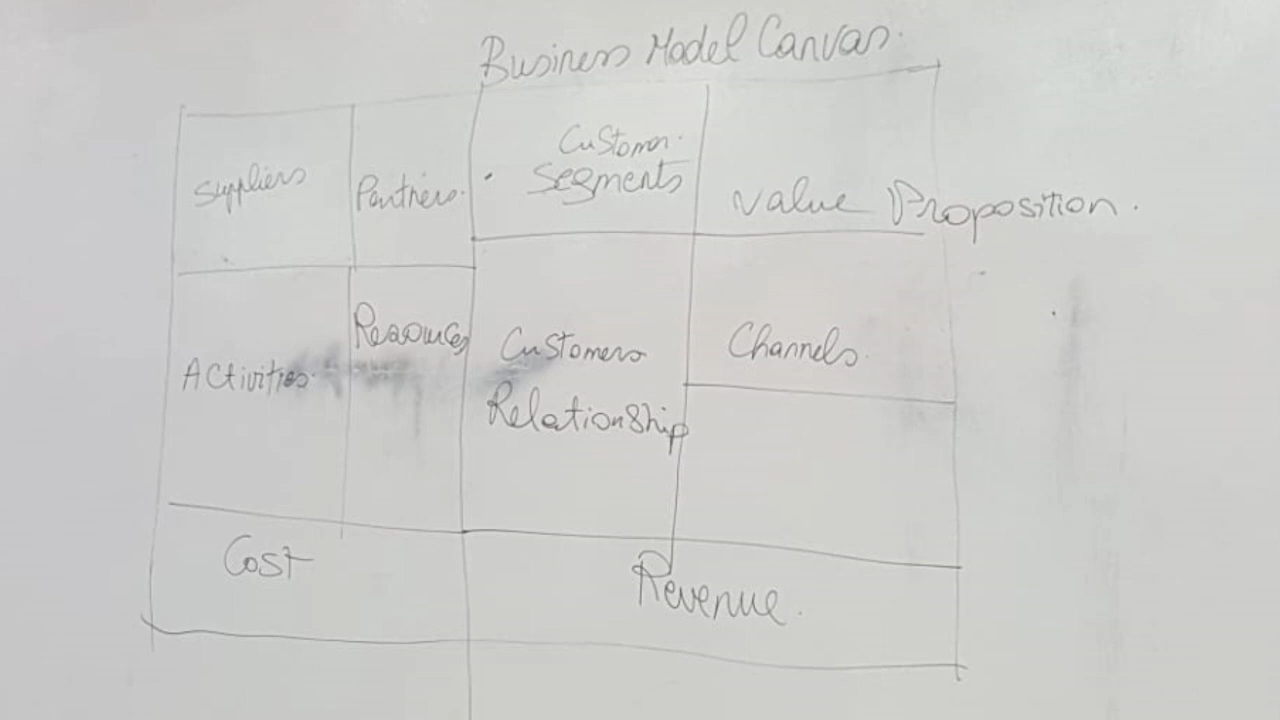 Business Model Canvas.
Suppliers
Partners.
Customer.
Segments
Value Proposition.
Activities.
Resources
Customers
Relationship
Channels.
Cost
Revenue.